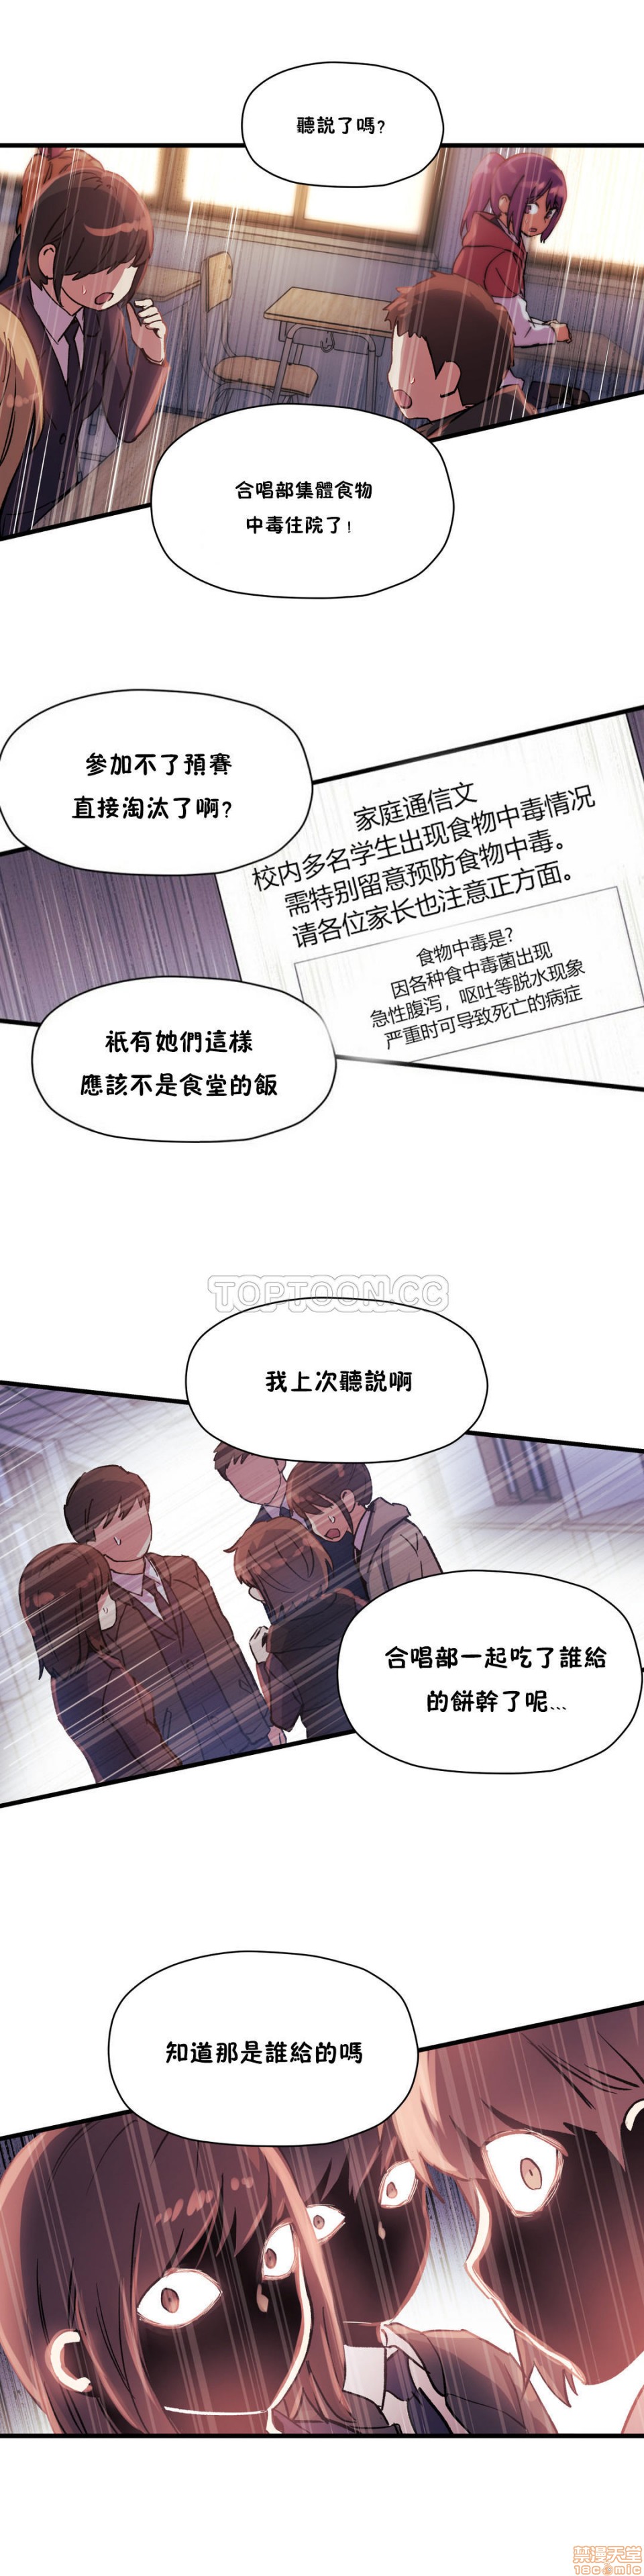 聽說了嗎?
合唱部集體食物
中毒住院了!
參加不了預賽
直接淘汰了啊?
家庭通信文
校内多名学生出现食物中毒情况
需特别留意预防食物中毒。
请各位家长也注意正方面。
食物中毒是?
因各种食中毒菌出现
急性腹泻，呕吐等脱水现象
严重时可导致死亡的病症
衹有她們這樣
應該不是食堂的飯
TOPTOON.CC
我上次聽説啊
合唱部一起吃了誰給
的餅幹了呢...
知道那是誰給的嗎
禁漫天堂
18comic.org